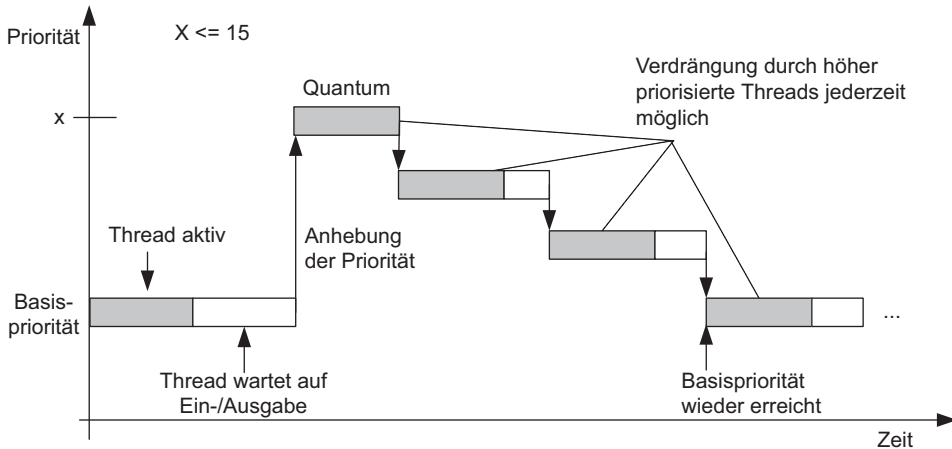 Priorität
X <= 15
Verdrängung durch höher
priorisierte Threads jederzeit
möglich
Quantum
x
Thread aktiv
Anhebung
der Priorität
Basis-
priorität
...
Thread wartet auf
Ein-/Ausgabe
Basispriorität
wieder erreicht
Zeit